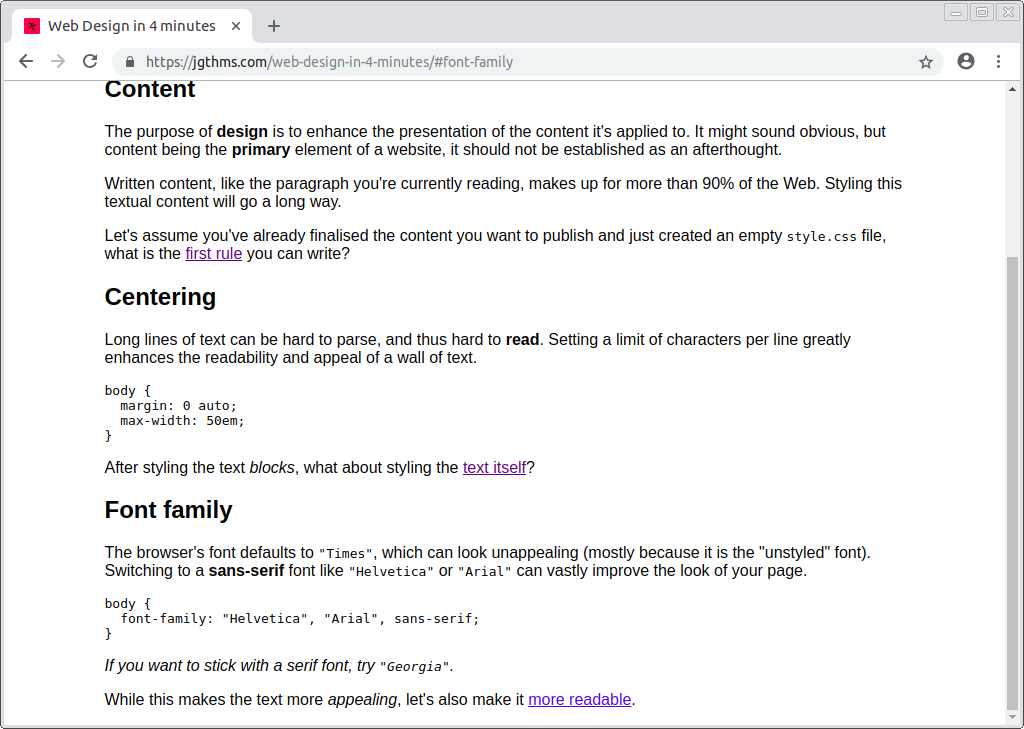 Web Design in 4 minutes
https://jgthms.com/web-design-in-4-minutes/#font-family
Content
The purpose of design is to enhance the presentation of the content it's applied to. It might sound obvious, but
content being the primary element of a website, it should not be established as an afterthought.
Written content, like the paragraph you're currently reading, makes up for more than 90% of the Web. Styling this
textual content will go a long way.
Let's assume you've already finalised the content you want to publish and just created an empty style.css file,
what is the first rule you can write?
Centering
Long lines of text can be hard to parse, and thus hard to read. Setting a limit of characters per line greatly
enhances the readability and appeal of a wall of text.
body {
  margin: 0 auto;
  max-width: 50em;
}
After styling the text blocks, what about styling the text itself?
Font family
The browser's font defaults to "Times", which can look unappealing (mostly because it is the "unstyled" font).
Switching to a sans-serif font like "Helvetica" or "Arial" can vastly improve the look of your page.
body {
  font-family: "Helvetica", "Arial", sans-serif;
}
If you want to stick with a serif font, try "Georgia".
While this makes the text more appealing, let's also make it more readable.